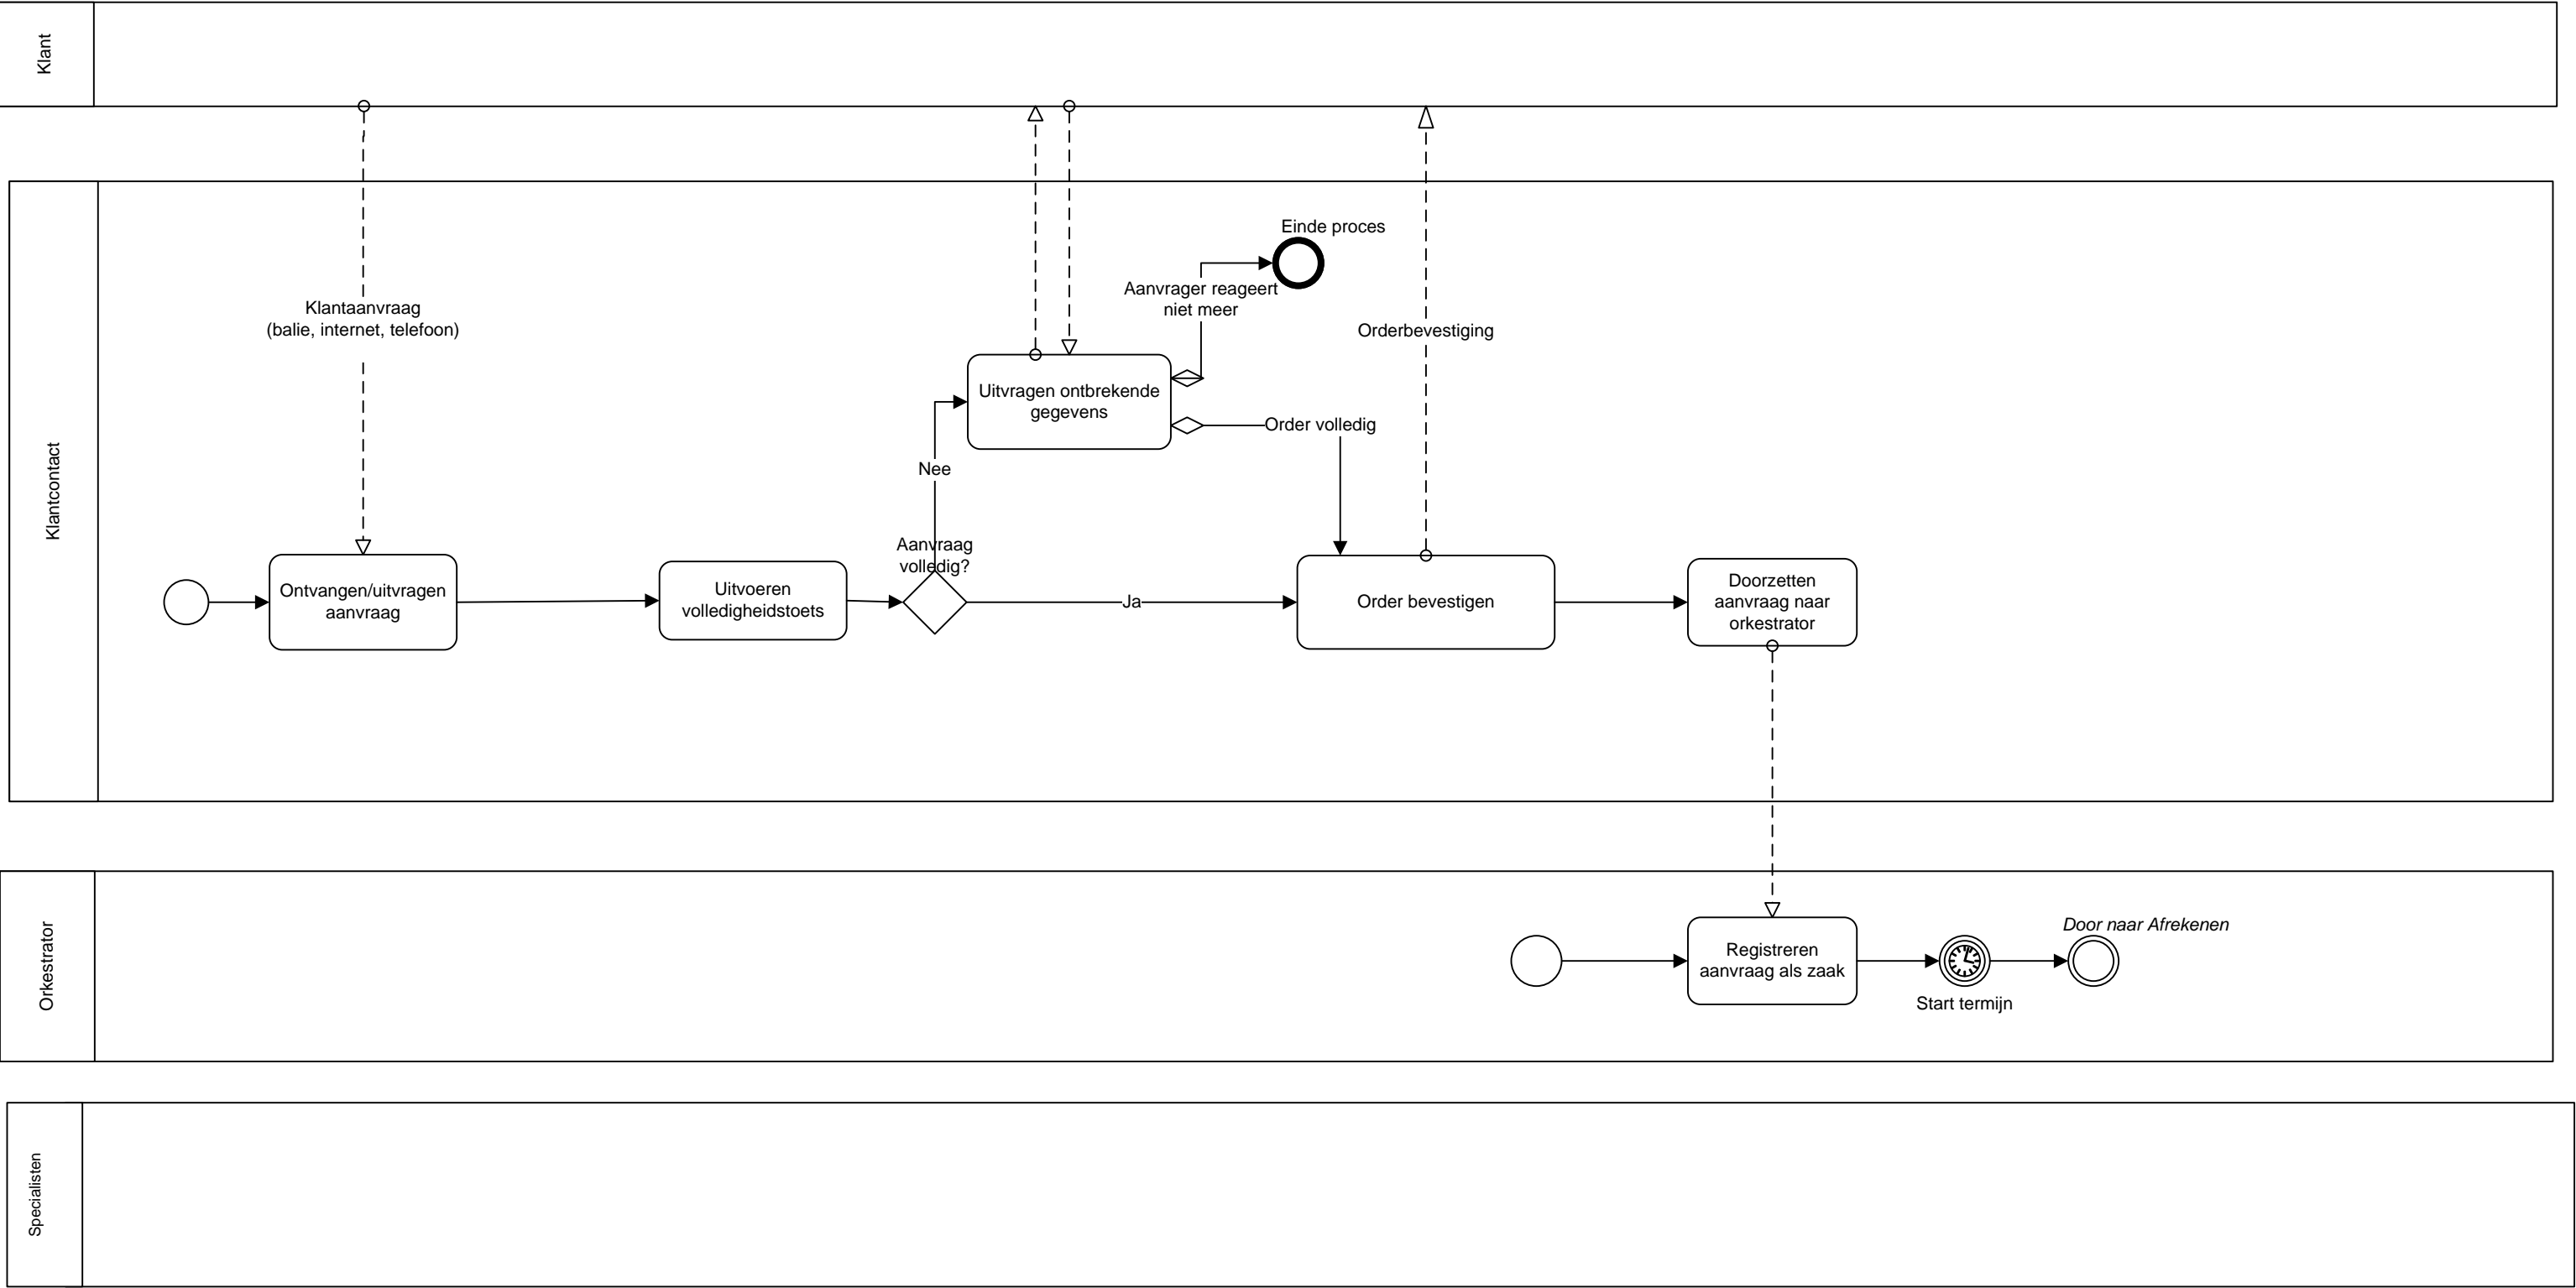 Klant
Klantcontact
Einde proces
Aanvrager reageert
niet meer
Klantaanvraag
(balie, internet, telefoon)
Orderbevestiging
Uitvragen ontbrekende
gegevens
Order volledig
Nee
Aanvraag
volledig?
Ontvangen/uitvragen
aanvraag
Uitvoeren
volledigheidstoets
Ja
Order bevestigen
Doorzetten
aanvraag naar
orkestrator
Orkestrator
Registreren
aanvraag als zaak
Start termijn
Door naar Afrekenen
Specialisten